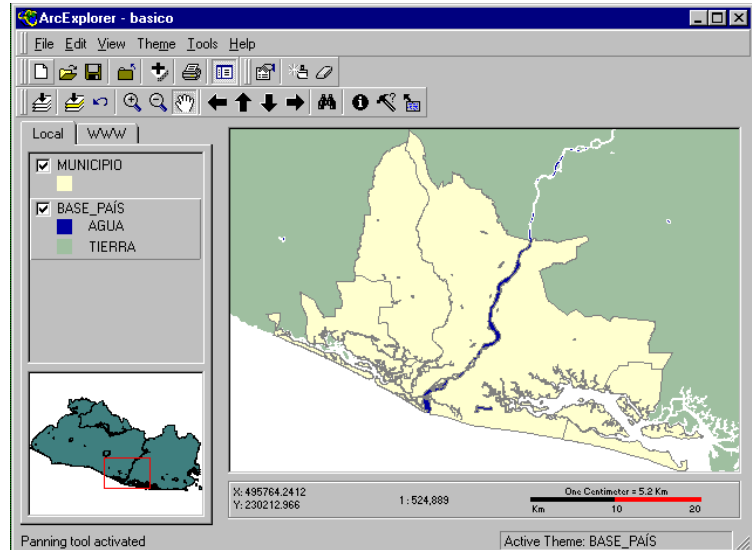 ArcExplorer - basico
File Edit View Theme Tools Help
Local WWW
MUNICIPIO
BASE_PAÍS
AGUA
TIERRA
X: 495764.2412
Y: 230212.966
1: 524,889
One Centimeter = 5.2 Km
Km 10 20
Panning tool activated
Active Theme: BASE_PAÍS